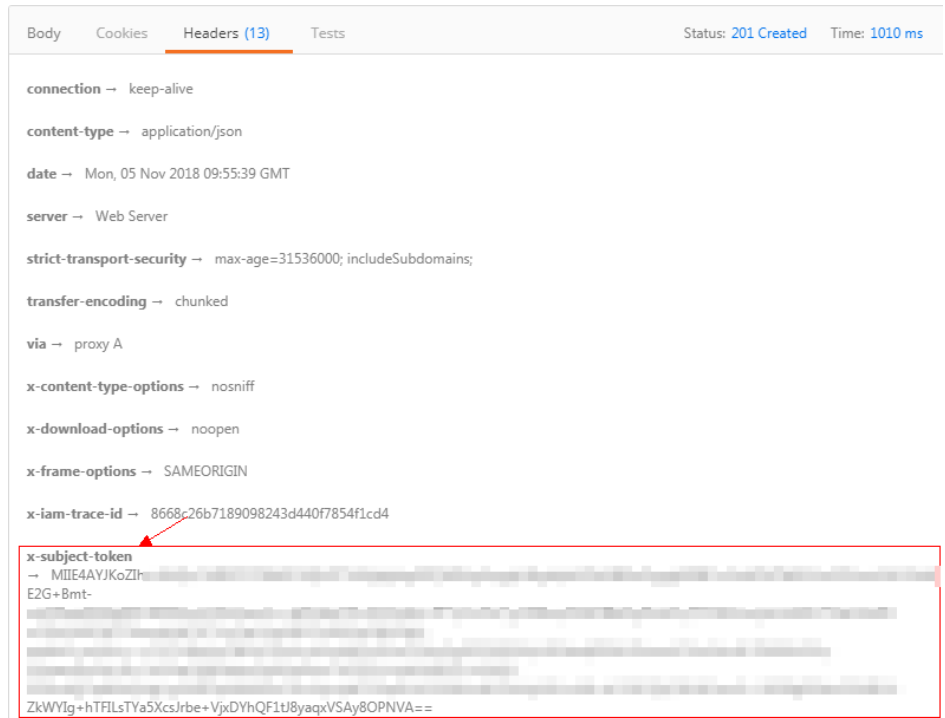 Body Cookies Headers (13) Tests Status: 201 Created Time: 1010 ms
connection → keep-alive
content-type → application/json
date → Mon, 05 Nov 2018 09:55:39 GMT
server → Web Server
strict-transport-security → max-age=31536000; includeSubdomains;
transfer-encoding → chunked
via → proxy A
x-content-type-options → nosniff
x-download-options → noopen
x-frame-options → SAMEORIGIN
x-iam-trace-id → 8668c26b7189098243d440f7854f1cd4
x-subject-token
→ MIIE4AYJKoZIh
E2G+Bmt-
ZkWYIg+hTFILsTYa5XcsJrbe+VjxDYhQF1tJ8yaqxVSAy8OPNVA==